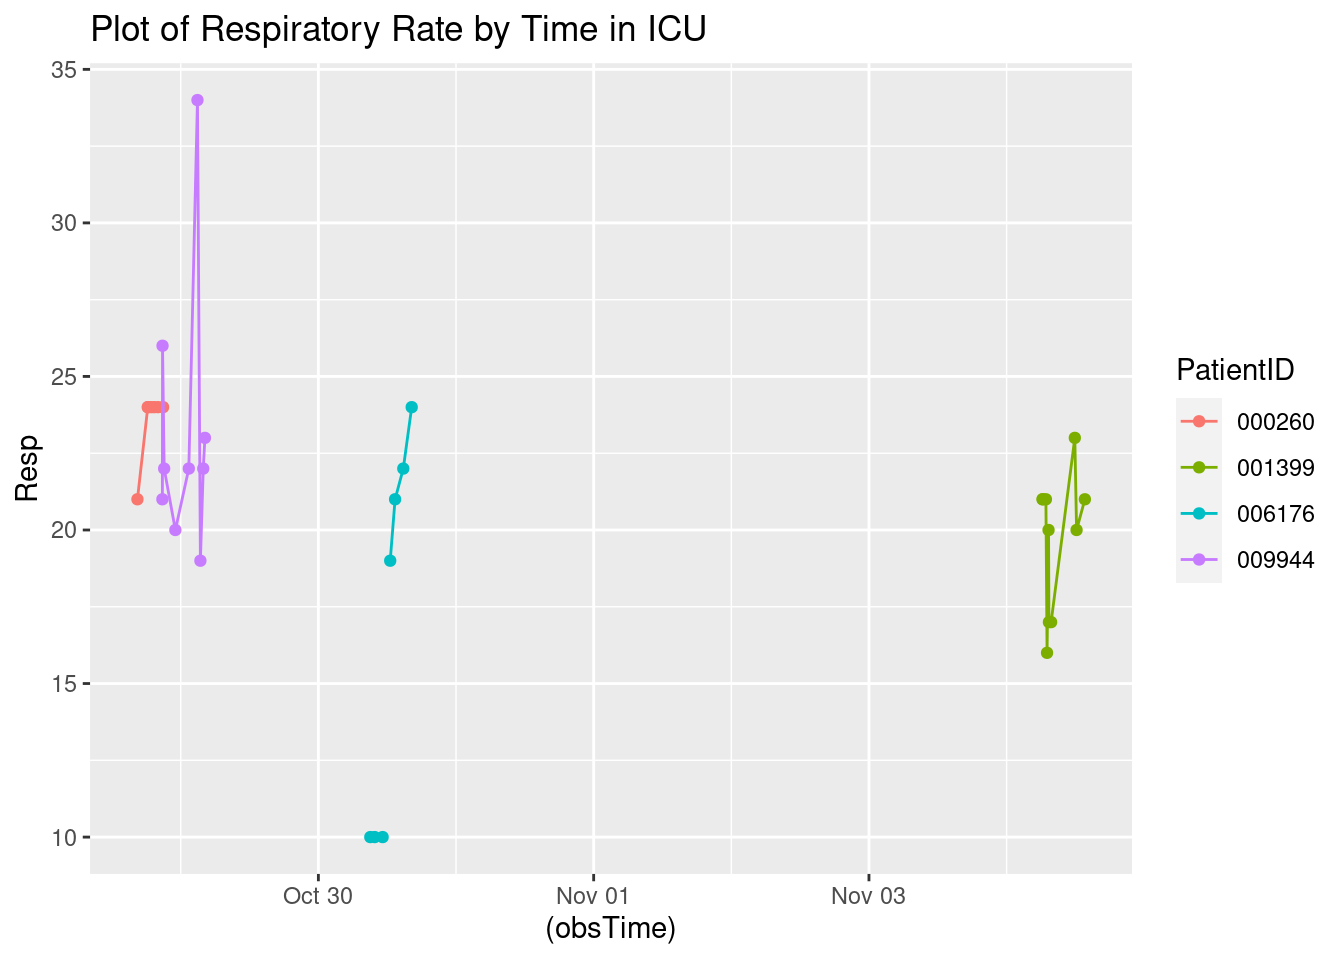 Plot of Respiratory Rate by Time in ICU
35
30
25
20
15
10
Resp
Oct 30
Nov 01
Nov 03
(obsTime)
PatientID
000260
001399
006176
009944